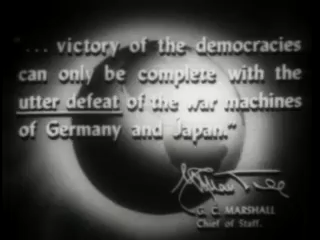 "... victory of the democracies
can only be complete with the
utter defeat of the war machines
of Germany and Japan."
G. C. MARSHALL
Chief of Staff.